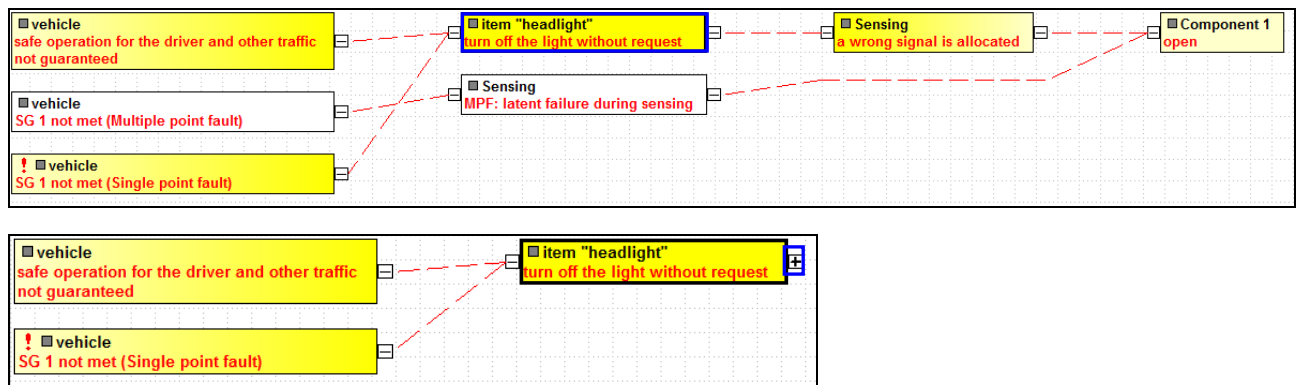 vehicle
safe operation for the driver and other traffic
not guaranteed
item "headlight"
turn off the light without request
Sensing
a wrong signal is allocated
Component 1
open
vehicle
SG 1 not met (Multiple point fault)
Sensing
MPF: latent failure during sensing
! vehicle
SG 1 not met (Single point fault)
vehicle
safe operation for the driver and other traffic
not guaranteed
item "headlight"
turn off the light without request
! vehicle
SG 1 not met (Single point fault)